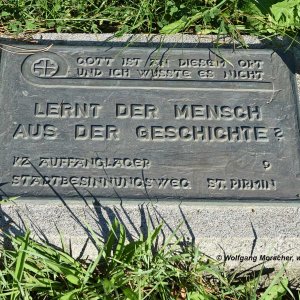 GOTT IST AN DIESEM ORT
UND ICH WUSSTE ES NICHT
LERNT DER MENSCH
AUS DER GESCHICHTE?
KZ AUFFANGLAGER 9
STADTBESINNUNGSWEG ST. PIRMIN
© Wolfgang Morscher, w